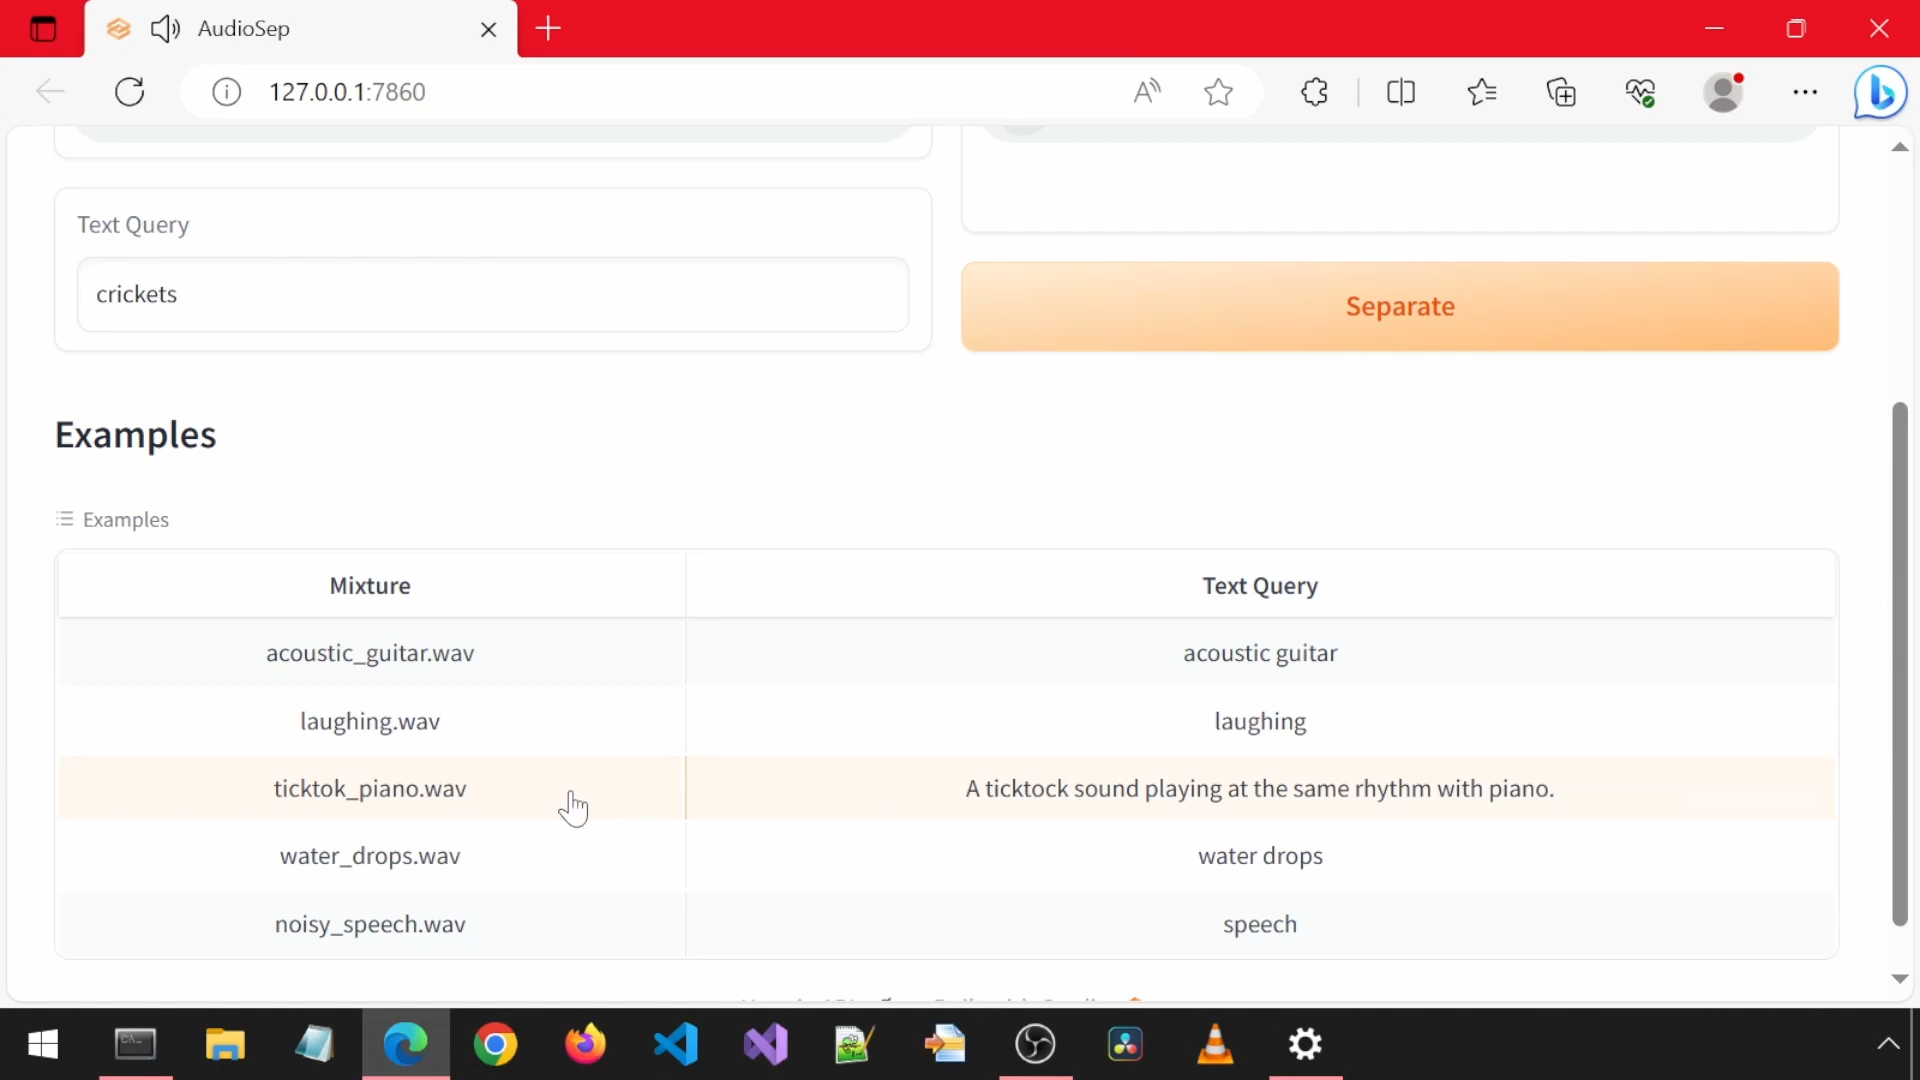 AudioSep
127.0.0.1:7860
Text Query
crickets
Separate
Examples
Examples
Mixture Text Query
acoustic_guitar.wav acoustic guitar
laughing.wav laughing
ticktok_piano.wav A ticktock sound playing at the same rhythm with piano.
water_drops.wav water drops
noisy_speech.wav speech